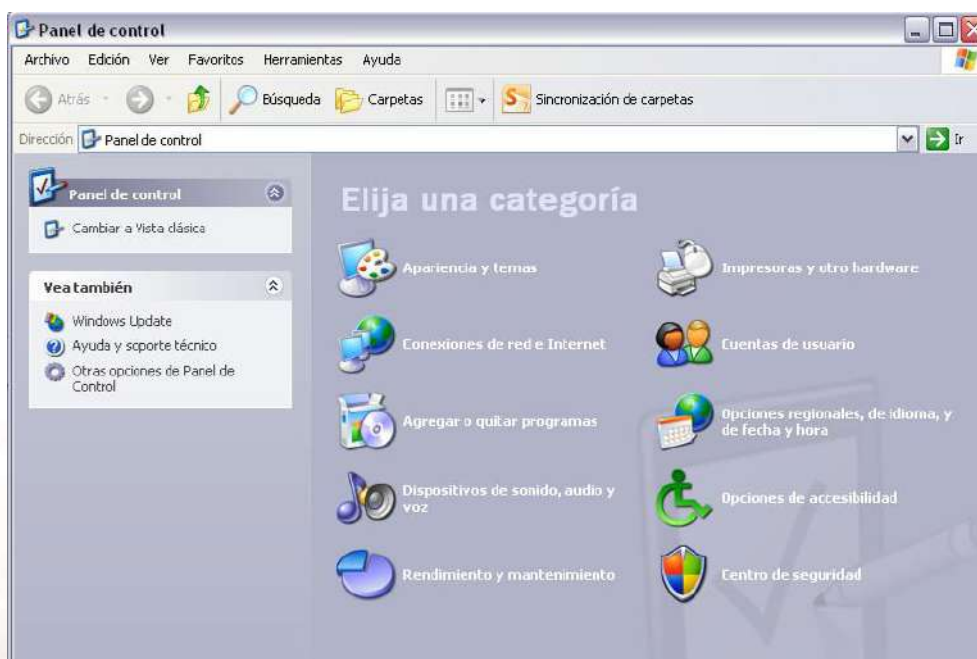 Panel de control
Archivo Edición Ver Favoritos Herramientas Ayuda
Atrás Búsqueda Carpetas Sincronización de carpetas
Dirección Panel de control Ir
Panel de control
Cambiar a Vista clásica
Vea también
Windows Update
Ayuda y soporte técnico
Otras opciones de Panel de
Control
Elija una categoría
Apariencia y temas
Impresoras y otro hardware
Conexiones de red e Internet
Cuentas de usuario
Agregar o quitar programas
Opciones regionales, de idioma, y
de fecha y hora
Dispositivos de sonido, audio y
voz
Opciones de accesibilidad
Rendimiento y mantenimiento
Centro de seguridad